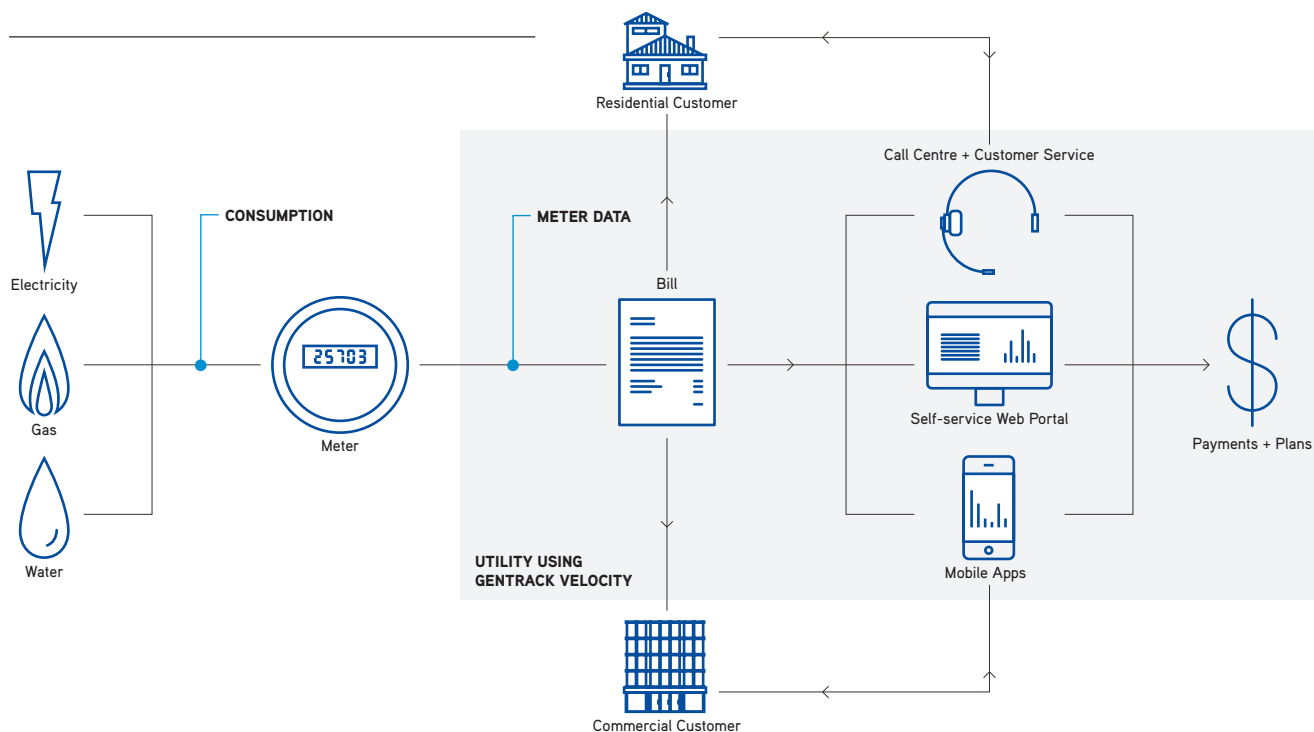 Residential Customer
Call Centre + Customer Service
CONSUMPTION
METER DATA
Electricity
Bill
25703
Gas
Meter
Self-service Web Portal
Payments + Plans
Water
UTILITY USING
GENTRACK VELOCITY
Mobile Apps
Commercial Customer